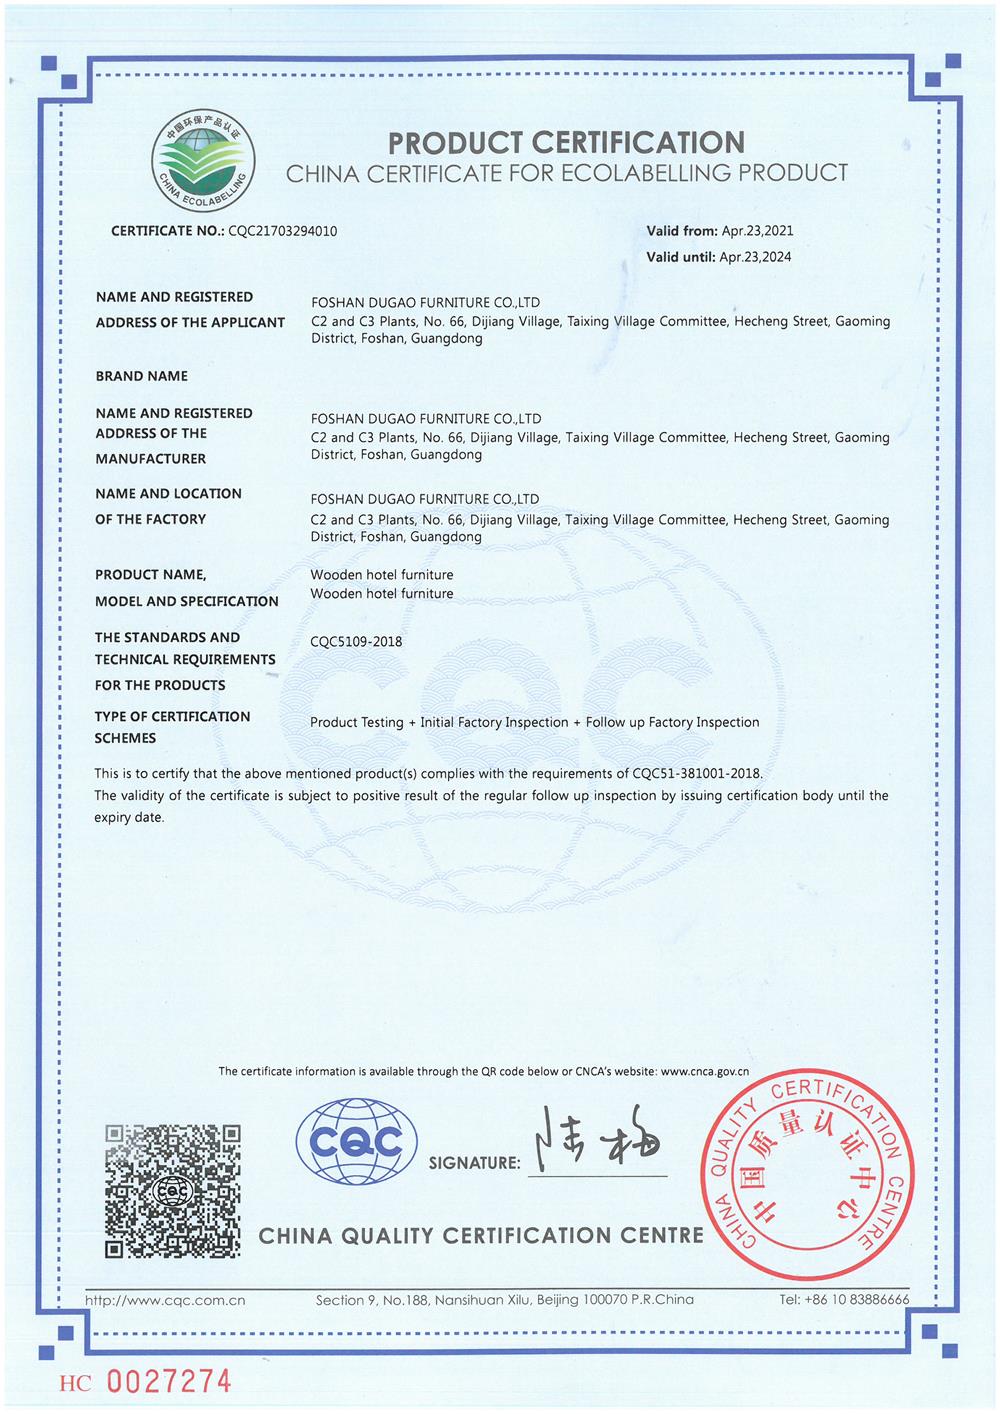 中国环保产品认证
CHINA ECOLABELLING
PRODUCT CERTIFICATION
CHINA CERTIFICATE FOR ECOLABELLING PRODUCT
CERTIFICATE NO.: CQC21703294010
Valid from: Apr.23,2021
Valid until: Apr.23,2024
NAME AND REGISTERED
ADDRESS OF THE APPLICANT
FOSHAN DUGAO FURNITURE CO.,LTD
C2 and C3 Plants, No. 66, Dijiang Village, Taixing Village Committee, Hecheng Street, Gaoming
District, Foshan, Guangdong
BRAND NAME
NAME AND REGISTERED
ADDRESS OF THE
MANUFACTURER
FOSHAN DUGAO FURNITURE CO.,LTD
C2 and C3 Plants, No. 66, Dijiang Village, Taixing Village Committee, Hecheng Street, Gaoming
District, Foshan, Guangdong
NAME AND LOCATION
OF THE FACTORY
FOSHAN DUGAO FURNITURE CO.,LTD
C2 and C3 Plants, No. 66, Dijiang Village, Taixing Village Committee, Hecheng Street, Gaoming
District, Foshan, Guangdong
PRODUCT NAME,
MODEL AND SPECIFICATION
Wooden hotel furniture
Wooden hotel furniture
THE STANDARDS AND
TECHNICAL REQUIREMENTS
FOR THE PRODUCTS
CQC5109-2018
TYPE OF CERTIFICATION
SCHEMES
Product Testing + Initial Factory Inspection + Follow up Factory Inspection
CQC
This is to certify that the above mentioned product(s) complies with the requirements of CQC51-381001-2018.
The validity of the certificate is subject to positive result of the regular follow up inspection by issuing certification body until the
expiry date.
The certificate information is available through the QR code below or CNCA's website: www.cnca.gov.cn
CQC
CQC
SIGNATURE:
CHINA QUALITY CERTIFICATION CENTRE
CHINA QUALITY CERTIFICATION CENTRE
中国质量认证中心
http://www.cqc.com.cn
Section 9, No.188, Nansihuan Xilu, Beijing 100070 P.R.China
Tel: +86 10 83886666
HC 0027274